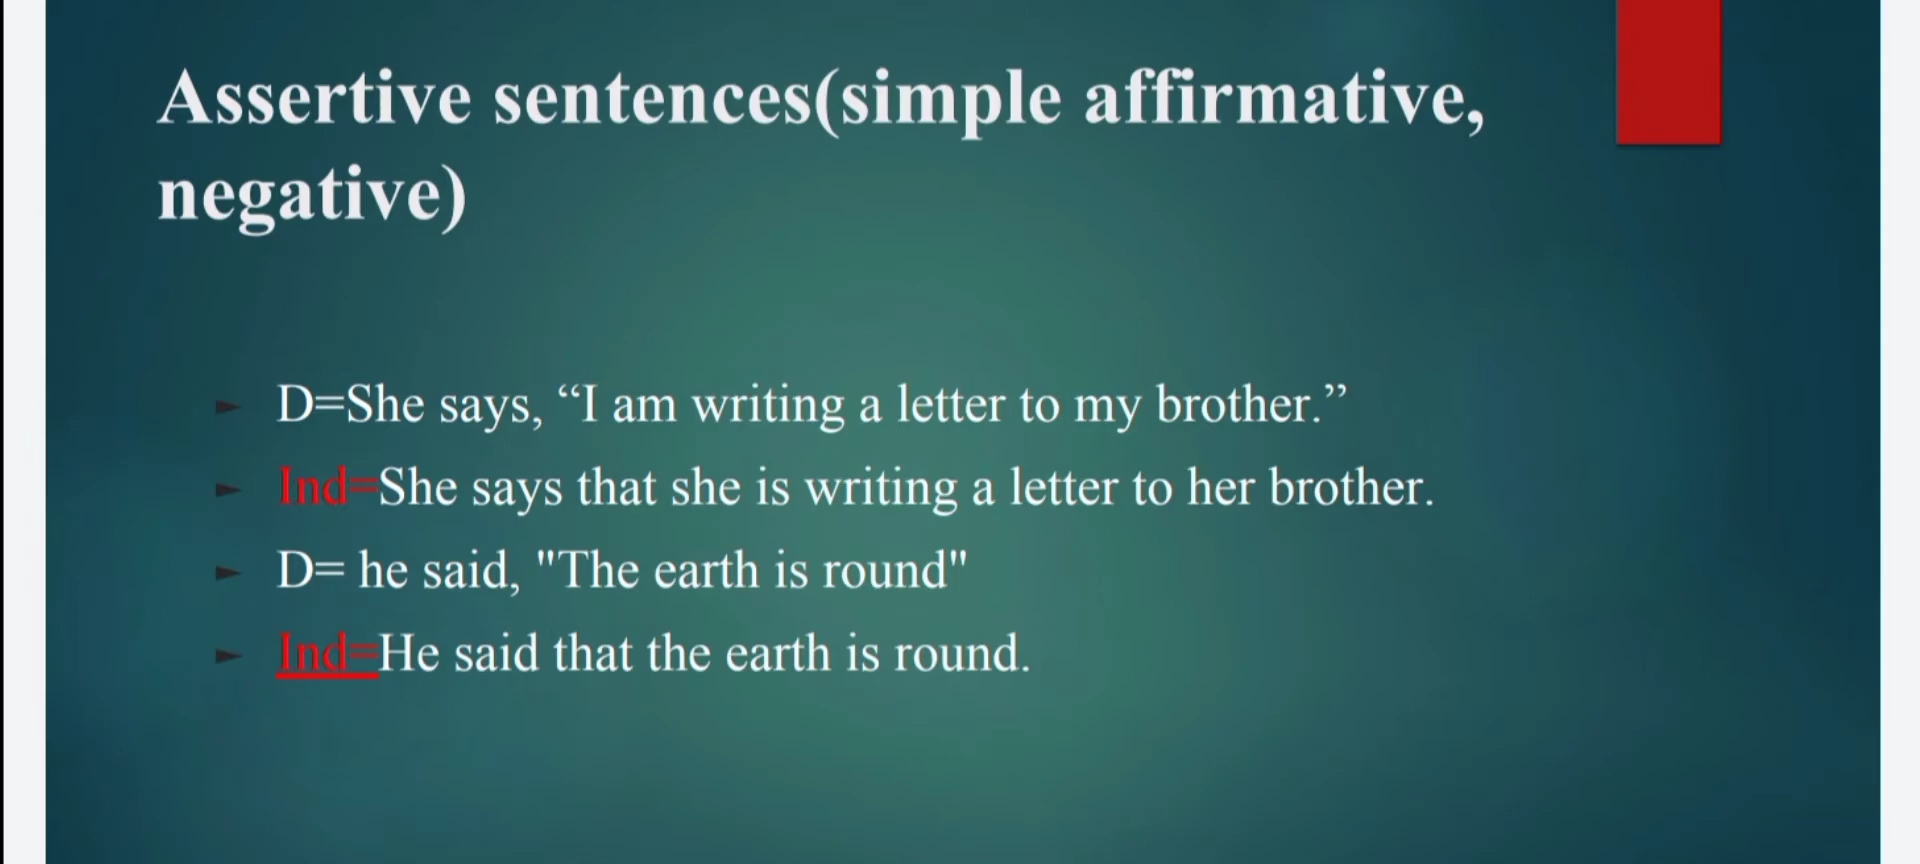 Assertive sentences(simple affirmative,
negative)
D=She says, “I am writing a letter to my brother.”
Ind=She says that she is writing a letter to her brother.
D= he said, "The earth is round"
Ind=He said that the earth is round.